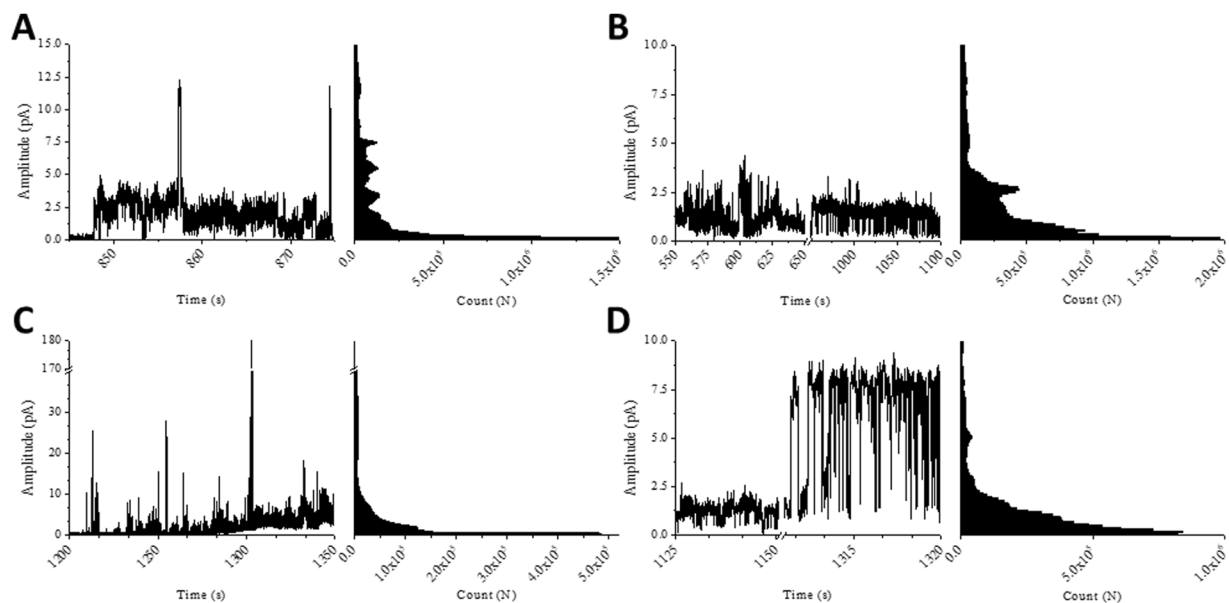 A
15.0
12.5
10.0
7.5
5.0
2.5
0.0
Amplitude (pA)
850
860
870
Time (s)
0.0
5.0x10⁵
1.0x10⁶
1.5x10⁶
Count (N)
B
10.0
7.5
5.0
2.5
0.0
Amplitude (pA)
550
575
600
625
650
1000
1050
1100
Time (s)
0.0
5.0x10⁵
1.0x10⁶
1.5x10⁶
2.0x10⁶
Count (N)
C
180
170
30
20
10
0
Amplitude (pA)
1200
1250
1300
1350
Time (s)
0.0
1.0x10⁵
2.0x10⁵
3.0x10⁵
4.0x10⁵
5.0x10⁵
Count (N)
D
10.0
7.5
5.0
2.5
0.0
Amplitude (pA)
1125
1150
1315
1320
Time (s)
0.0
5.0x10⁵
1.0x10⁶
Count (N)